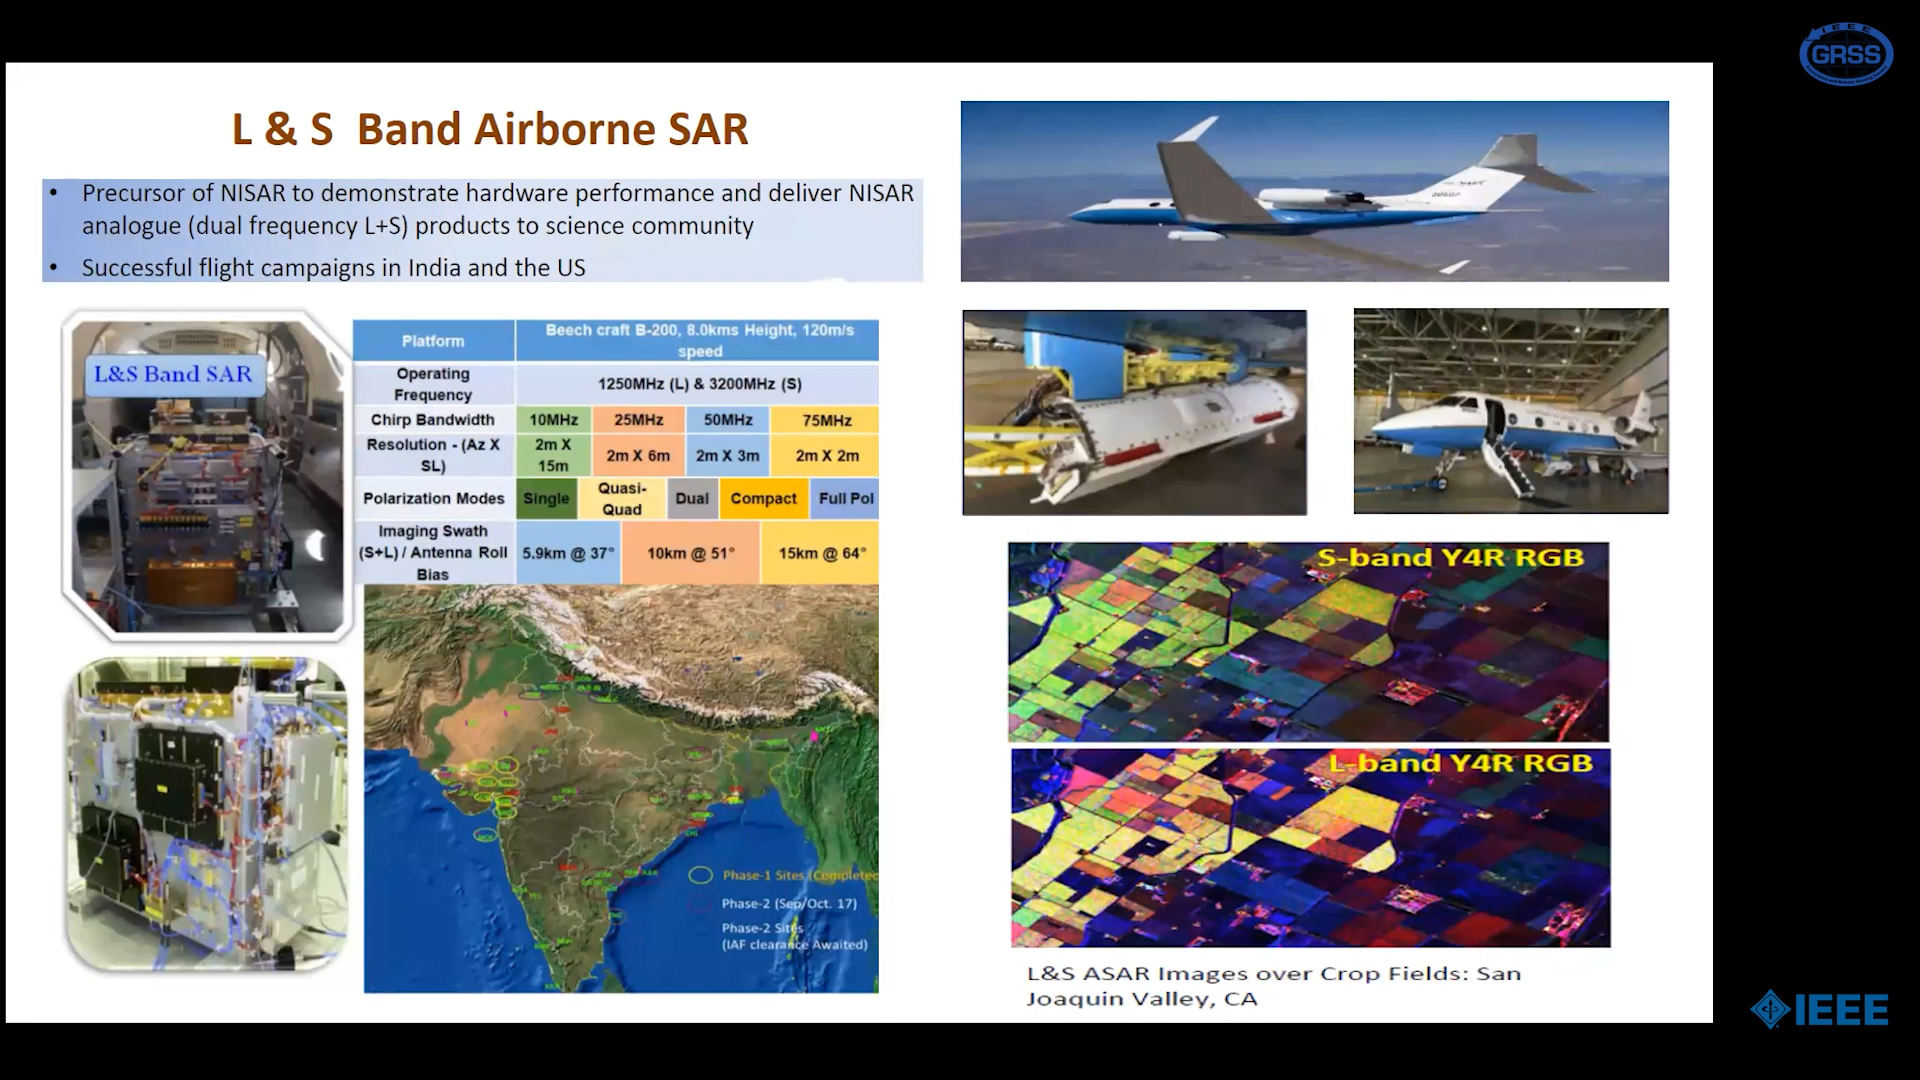 L & S Band Airborne SAR
• Precursor of NISAR to demonstrate hardware performance and deliver NISAR
analogue (dual frequency L+S) products to science community
• Successful flight campaigns in India and the US
L&S Band SAR
Platform
Beech craft B-200, 8.0kms Height, 120m/s
speed
Operating
Frequency
1250MHz (L) & 3200MHz (S)
Chirp Bandwidth
10MHz
25MHz
50MHz
75MHz
Resolution - (Az X
SL)
2m X
15m
2m X 6m
2m X 3m
2m X 2m
Polarization Modes
Single
Quasi-
Quad
Dual
Compact
Full Pol
Imaging Swath
(S+L) / Antenna Roll
Bias
5.9km @ 37°
10km @ 51°
15km @ 64°
Phase-1 Sites (Completed
Phase-2 (Sep/Oct. 17)
Phase-2 Sites
(IAF clearance Awaited)
S-band Y4R RGB
L-band Y4R RGB
L&S ASAR Images over Crop Fields: San
Joaquin Valley, CA
IEEE
GRSS
IEEE